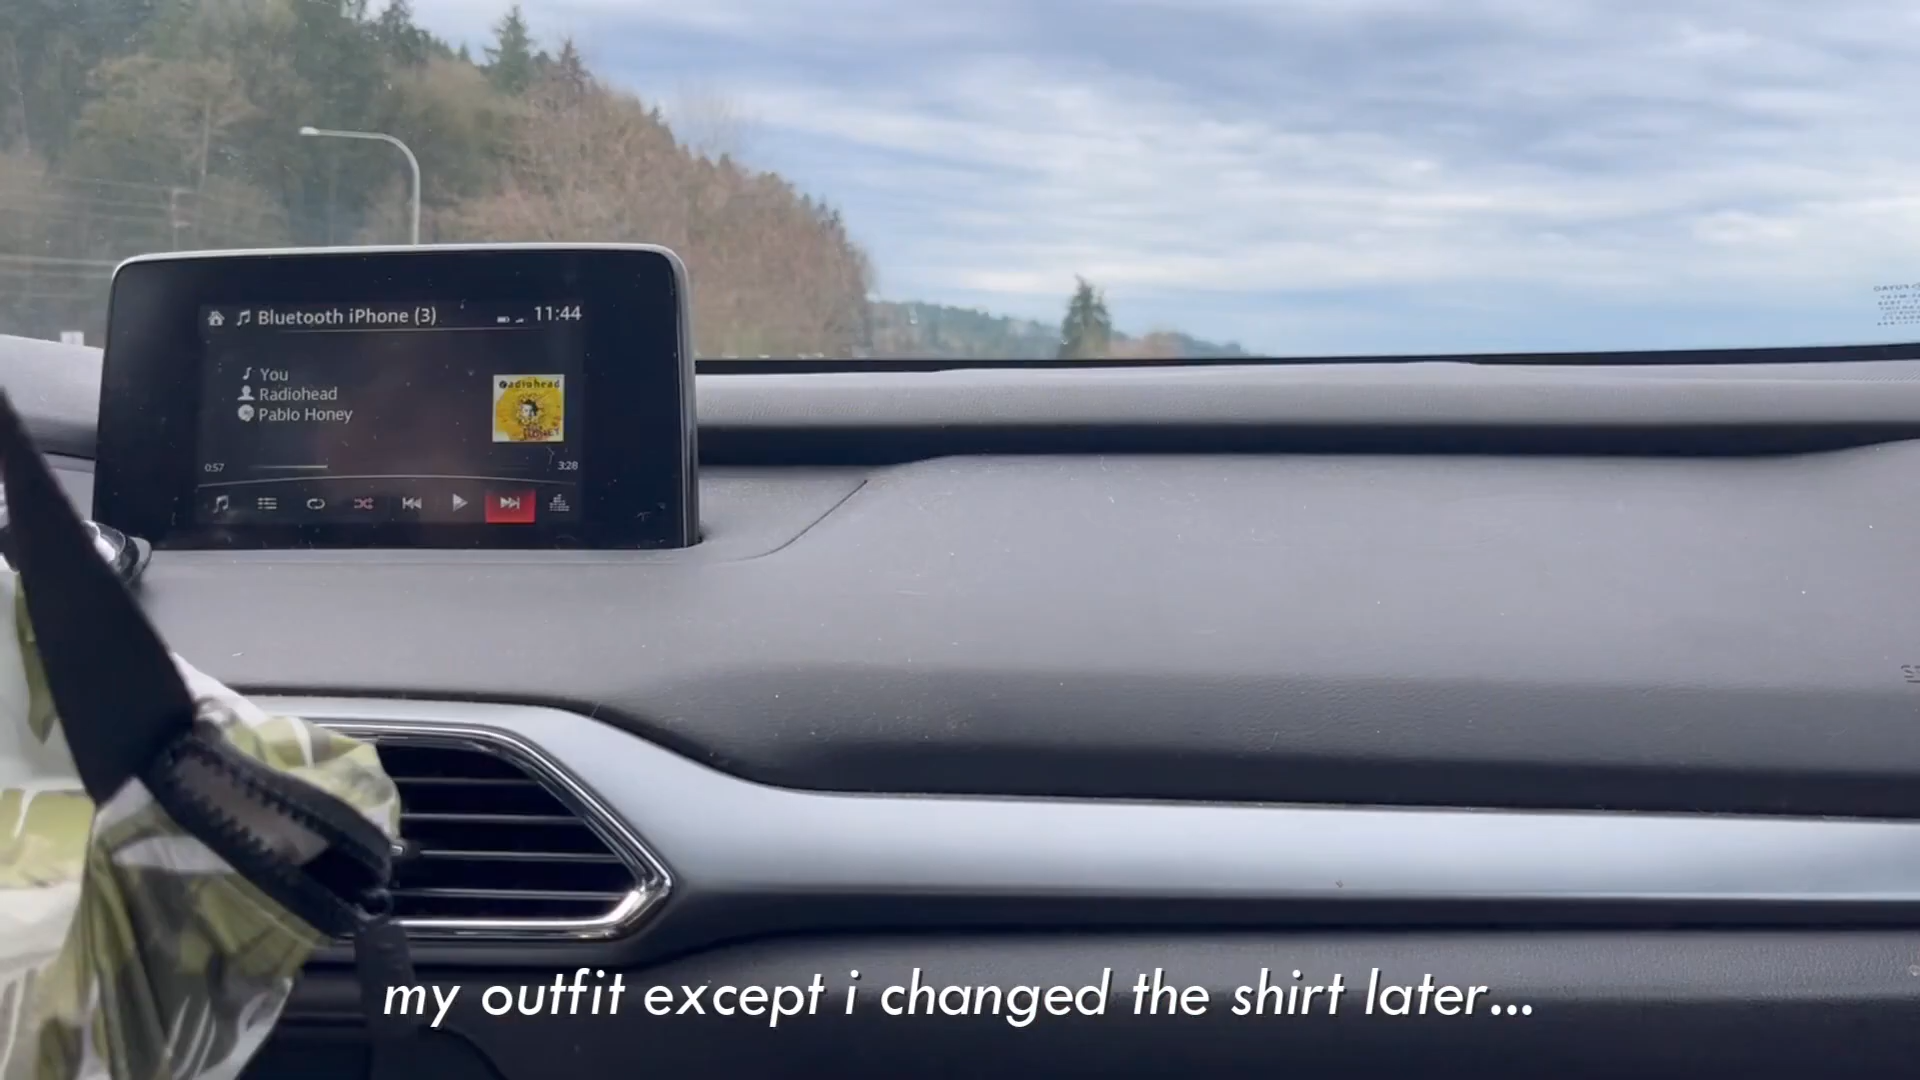 Bluetooth iPhone (3) 11:44
You
Radiohead
Pablo Honey
radiohead
0:57 3:28
my outfit except i changed the shirt later...